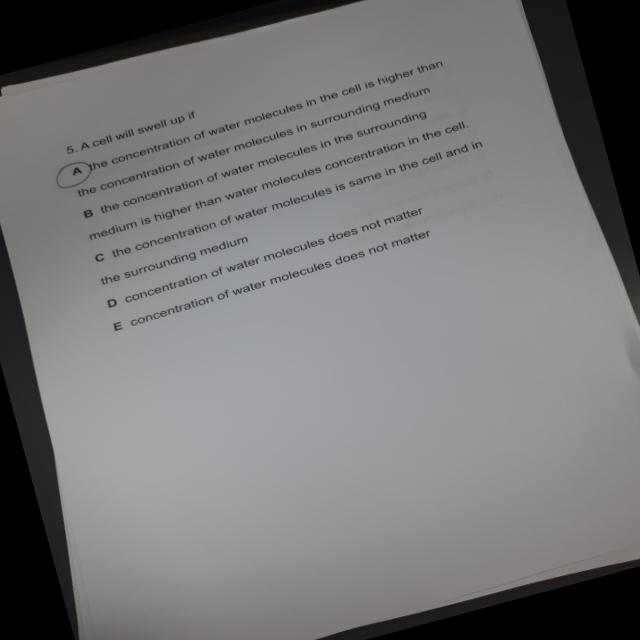 5. A cell will swell up if
A the concentration of water molecules in the cell is higher than
the concentration of water molecules in surrounding medium
B the concentration of water molecules in the surrounding
medium is higher than water molecules concentration in the cell.
C the concentration of water molecules is same in the cell and in
the surrounding medium
D concentration of water molecules does not matter
E concentration of water molecules does not matter